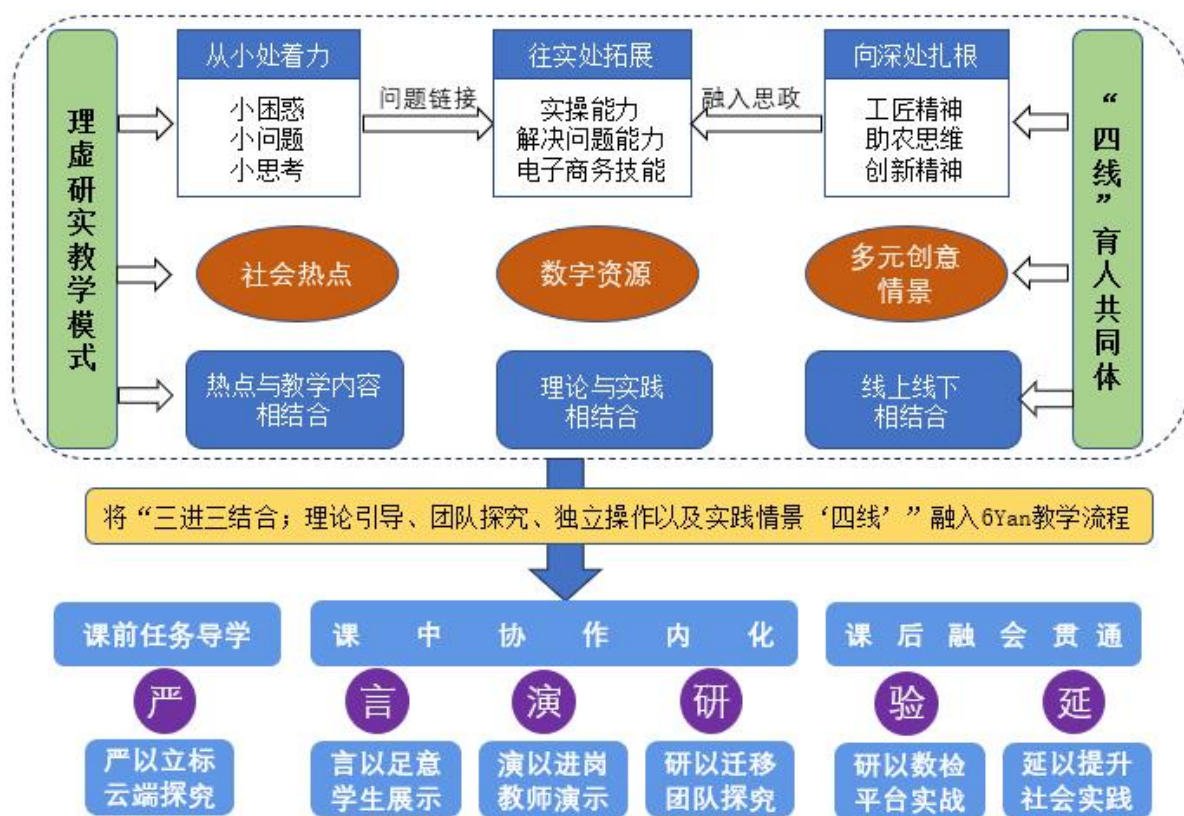 理虚研实教学模式
从小处着力
小困惑
小问题
小思考
问题链接
往实处拓展
实操能力
解决问题能力
电子商务技能
融入思政
向深处扎根
工匠精神
助农思维
创新精神
“四线”育人共同体
社会热点
数字资源
多元创意
情景
热点与教学内容
相结合
理论与实践
相结合
线上线下
相结合
将“三进三结合;理论引导、团队探究、独立操作以及实践情景‘四线’”融入6Yan教学流程
课前任务导学
课中协作内化
课后融会贯通
严
言
演
研
验
延
严以立标
云端探究
言以足意
学生展示
演以进岗
教师演示
研以迁移
团队探究
研以数检
平台实战
延以提升
社会实践